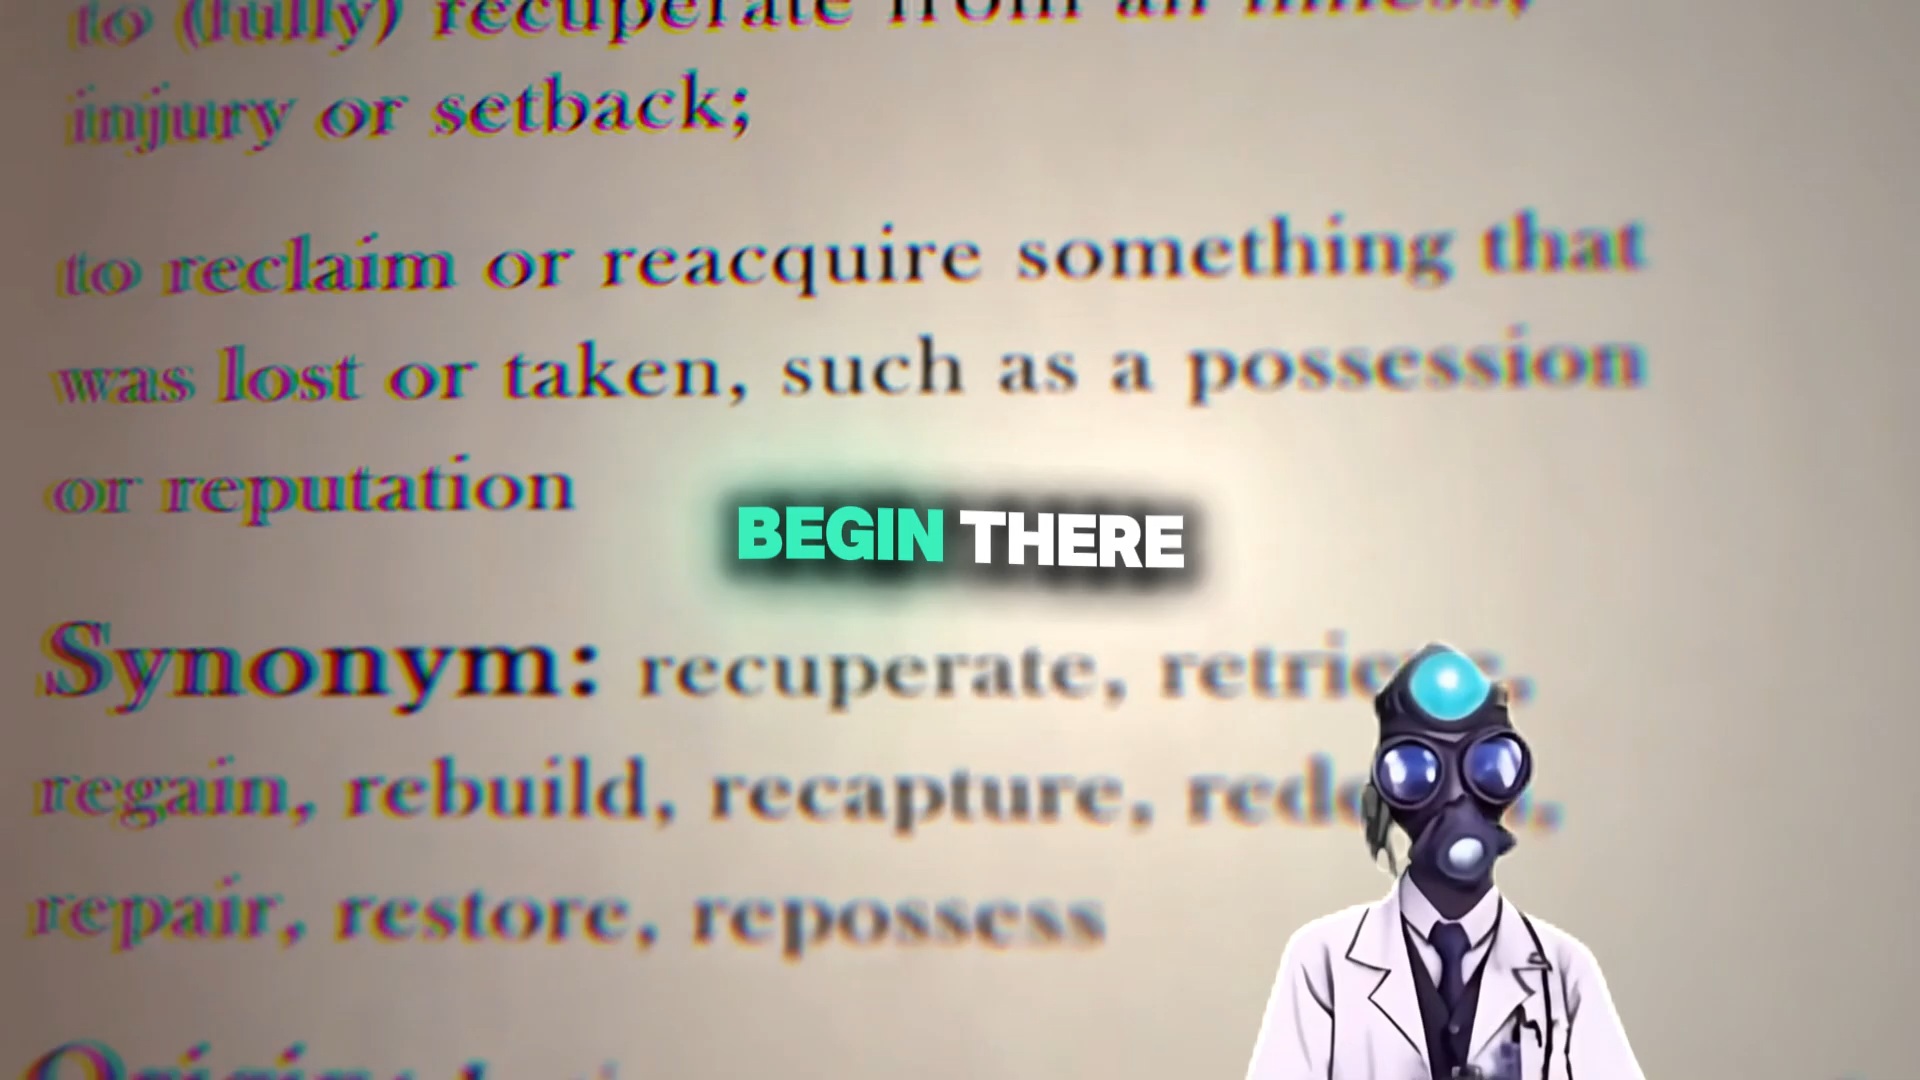 to (fully) recuperate from an illness,
injury or setback;
to reclaim or reacquire something that
was lost or taken, such as a possession
or reputation
BEGIN THERE
Synonym: recuperate,
regain, rebuild, recapture,
repair, restore, repossess